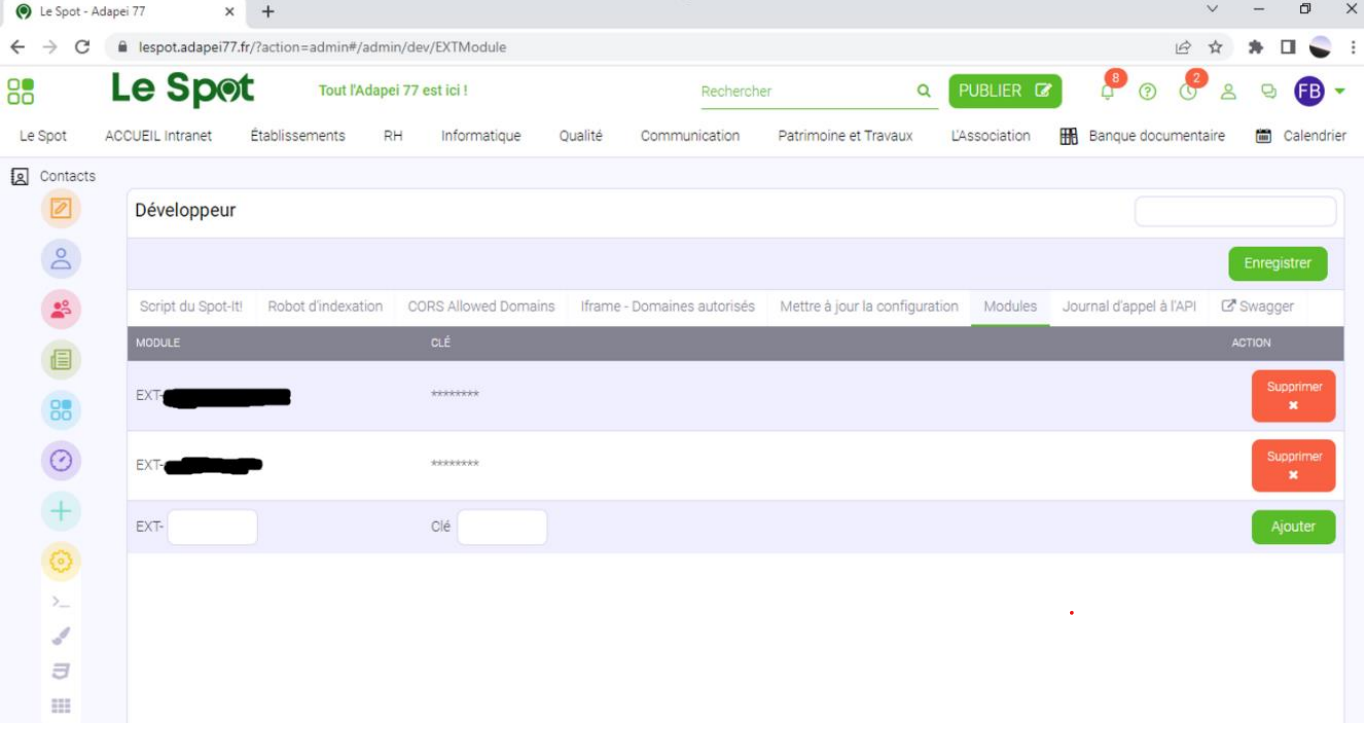 Le Spot - Adapei 77
lespot.adapei77.fr/?action=admin#/admin/dev/EXTModule
Le Spot Tout l'Adapei 77 est ici ! Rechercher PUBLIER 8 2 FB
Le Spot ACCUEIL Intranet Établissements RH Informatique Qualité Communication Patrimoine et Travaux L'Association Banque documentaire Calendrier
Contacts
Développeur
Enregistrer
Script du Spot-It! Robot d'indexation CORS Allowed Domains Iframe - Domaines autorisés Mettre à jour la configuration Modules Journal d'appel à l'API Swagger
MODULE CLÉ ACTION
EXT- ******** Supprimer
EXT- ******** Supprimer
EXT- Clé Ajouter